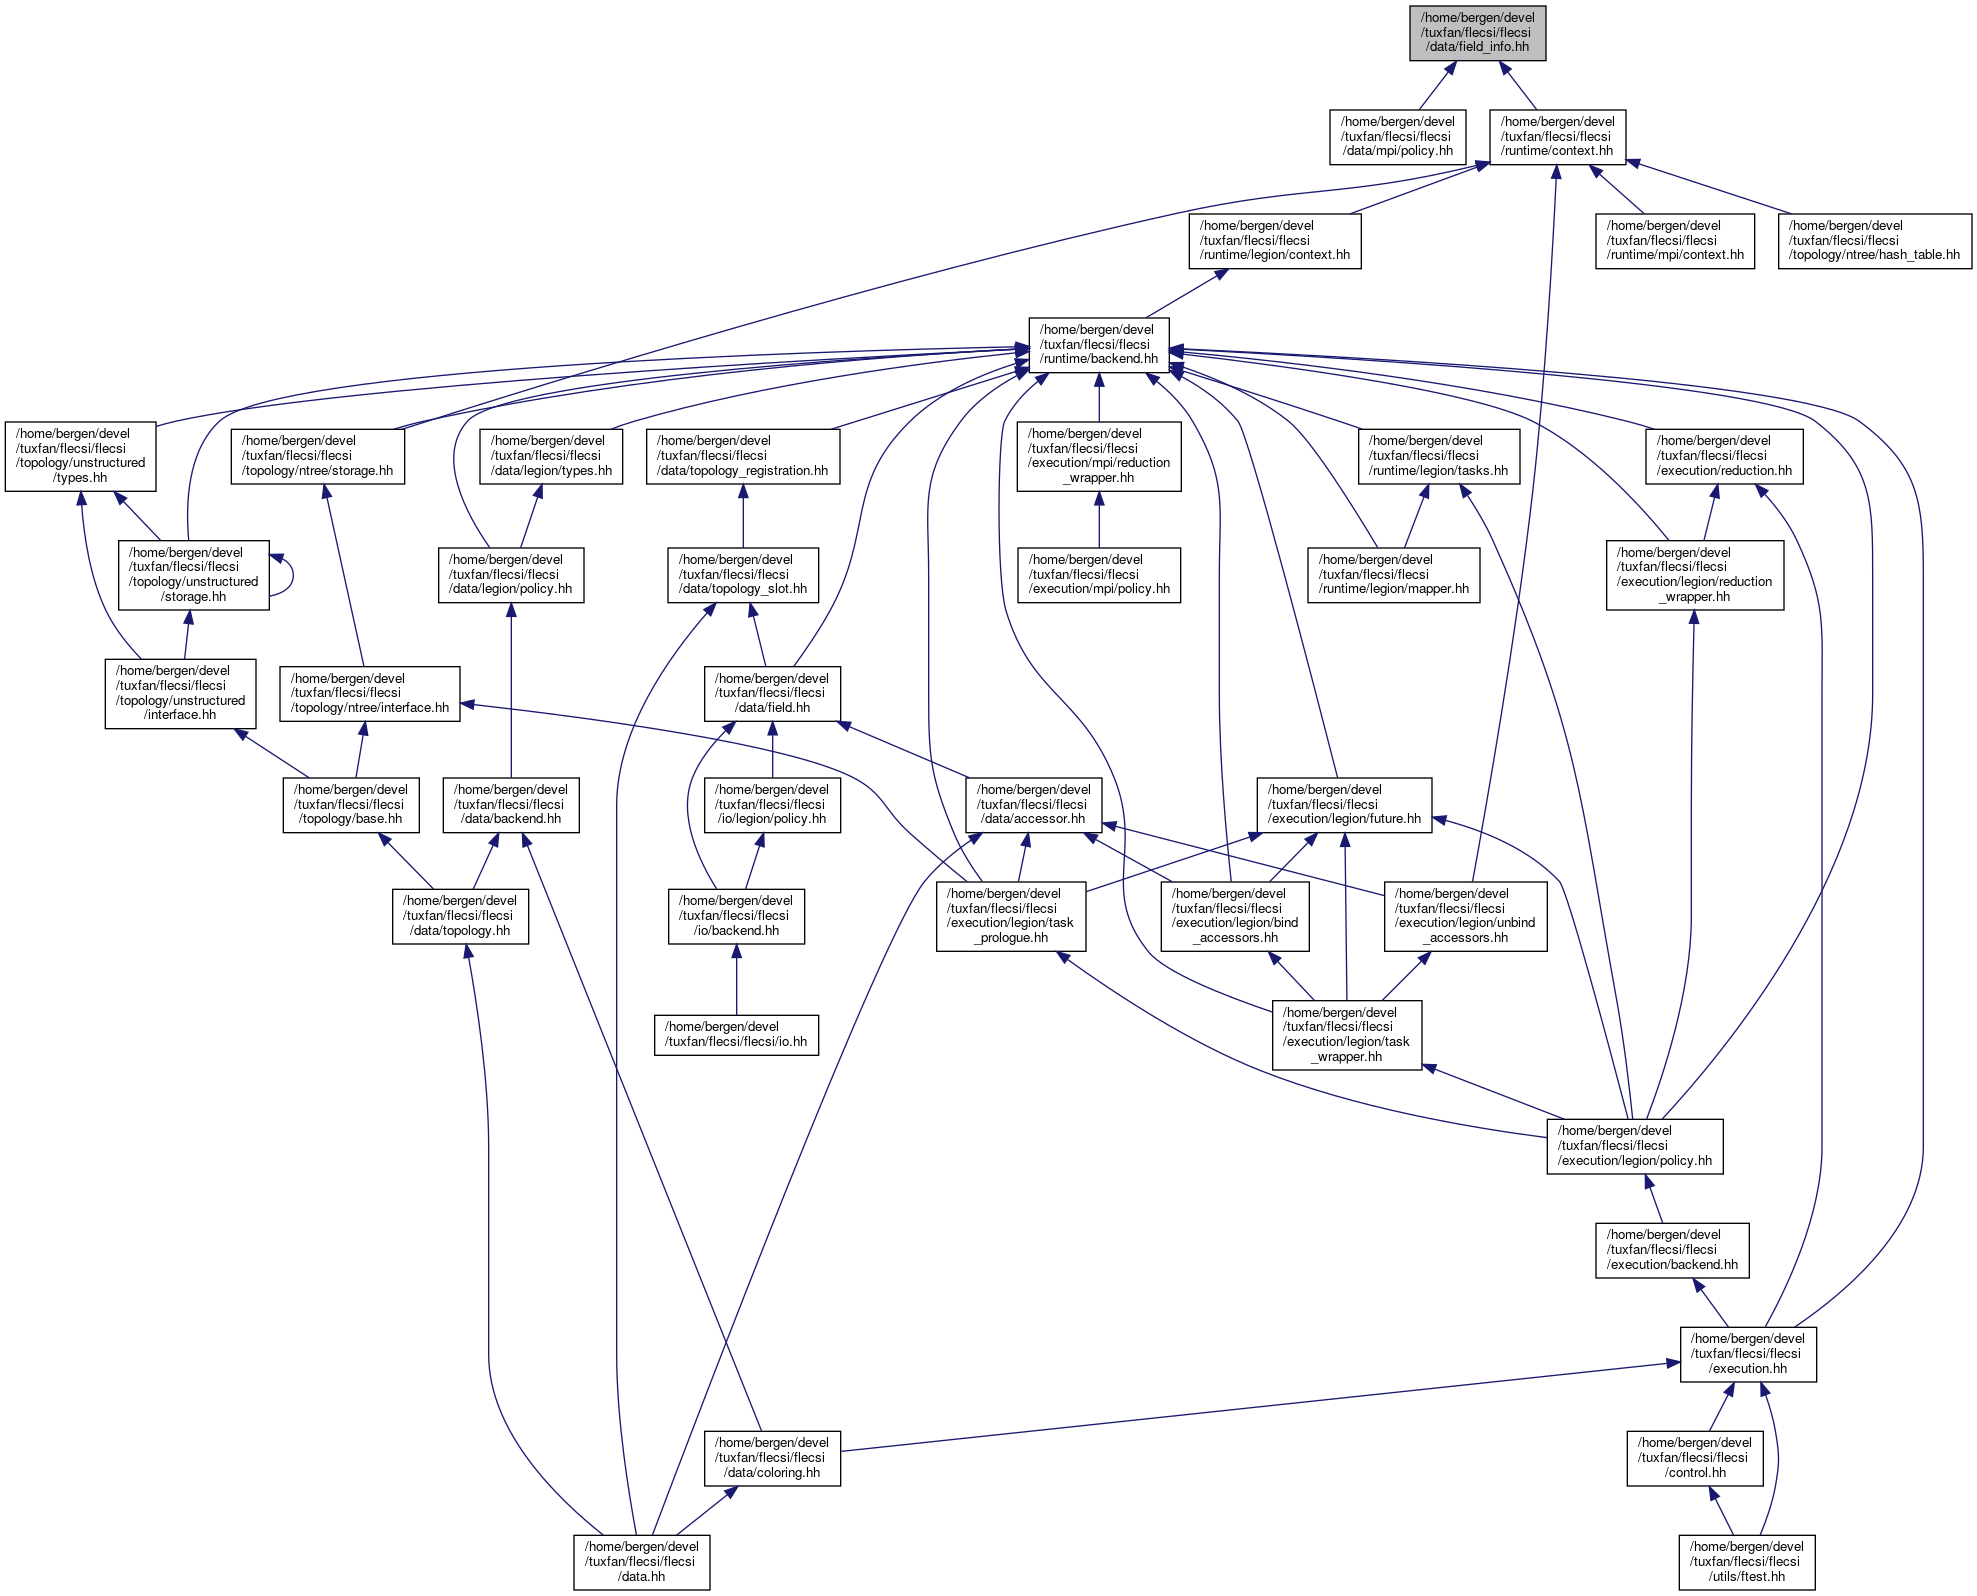 /home/bergen/devel
/tuxfan/flecsi/flecsi
/data/field_info.hh
/home/bergen/devel
/tuxfan/flecsi/flecsi
/data/mpi/policy.hh
/home/bergen/devel
/tuxfan/flecsi/flecsi
/runtime/context.hh
/home/bergen/devel
/tuxfan/flecsi/flecsi
/runtime/legion/context.hh
/home/bergen/devel
/tuxfan/flecsi/flecsi
/runtime/mpi/context.hh
/home/bergen/devel
/tuxfan/flecsi/flecsi
/topology/ntree/hash_table.hh
/home/bergen/devel
/tuxfan/flecsi/flecsi
/runtime/backend.hh
/home/bergen/devel
/tuxfan/flecsi/flecsi
/topology/unstructured
/types.hh
/home/bergen/devel
/tuxfan/flecsi/flecsi
/topology/ntree/storage.hh
/home/bergen/devel
/tuxfan/flecsi/flecsi
/data/legion/types.hh
/home/bergen/devel
/tuxfan/flecsi/flecsi
/data/topology_registration.hh
/home/bergen/devel
/tuxfan/flecsi/flecsi
/execution/mpi/reduction
_wrapper.hh
/home/bergen/devel
/tuxfan/flecsi/flecsi
/runtime/legion/tasks.hh
/home/bergen/devel
/tuxfan/flecsi/flecsi
/execution/reduction.hh
/home/bergen/devel
/tuxfan/flecsi/flecsi
/topology/unstructured
/storage.hh
/home/bergen/devel
/tuxfan/flecsi/flecsi
/data/legion/policy.hh
/home/bergen/devel
/tuxfan/flecsi/flecsi
/data/topology_slot.hh
/home/bergen/devel
/tuxfan/flecsi/flecsi
/execution/mpi/policy.hh
/home/bergen/devel
/tuxfan/flecsi/flecsi
/runtime/legion/mapper.hh
/home/bergen/devel
/tuxfan/flecsi/flecsi
/execution/legion/reduction
_wrapper.hh
/home/bergen/devel
/tuxfan/flecsi/flecsi
/topology/unstructured
/interface.hh
/home/bergen/devel
/tuxfan/flecsi/flecsi
/topology/ntree/interface.hh
/home/bergen/devel
/tuxfan/flecsi/flecsi
/data/field.hh
/home/bergen/devel
/tuxfan/flecsi/flecsi
/topology/base.hh
/home/bergen/devel
/tuxfan/flecsi/flecsi
/data/backend.hh
/home/bergen/devel
/tuxfan/flecsi/flecsi
/io/legion/policy.hh
/home/bergen/devel
/tuxfan/flecsi/flecsi
/data/accessor.hh
/home/bergen/devel
/tuxfan/flecsi/flecsi
/execution/legion/future.hh
/home/bergen/devel
/tuxfan/flecsi/flecsi
/data/topology.hh
/home/bergen/devel
/tuxfan/flecsi/flecsi
/io/backend.hh
/home/bergen/devel
/tuxfan/flecsi/flecsi
/execution/legion/task
_prologue.hh
/home/bergen/devel
/tuxfan/flecsi/flecsi
/execution/legion/bind
_accessors.hh
/home/bergen/devel
/tuxfan/flecsi/flecsi
/execution/legion/unbind
_accessors.hh
/home/bergen/devel
/tuxfan/flecsi/flecsi/io.hh
/home/bergen/devel
/tuxfan/flecsi/flecsi
/execution/legion/task
_wrapper.hh
/home/bergen/devel
/tuxfan/flecsi/flecsi
/execution/legion/policy.hh
/home/bergen/devel
/tuxfan/flecsi/flecsi
/execution/backend.hh
/home/bergen/devel
/tuxfan/flecsi/flecsi
/execution.hh
/home/bergen/devel
/tuxfan/flecsi/flecsi
/data/coloring.hh
/home/bergen/devel
/tuxfan/flecsi/flecsi
/control.hh
/home/bergen/devel
/tuxfan/flecsi/flecsi
/data.hh
/home/bergen/devel
/tuxfan/flecsi/flecsi
/utils/ftest.hh